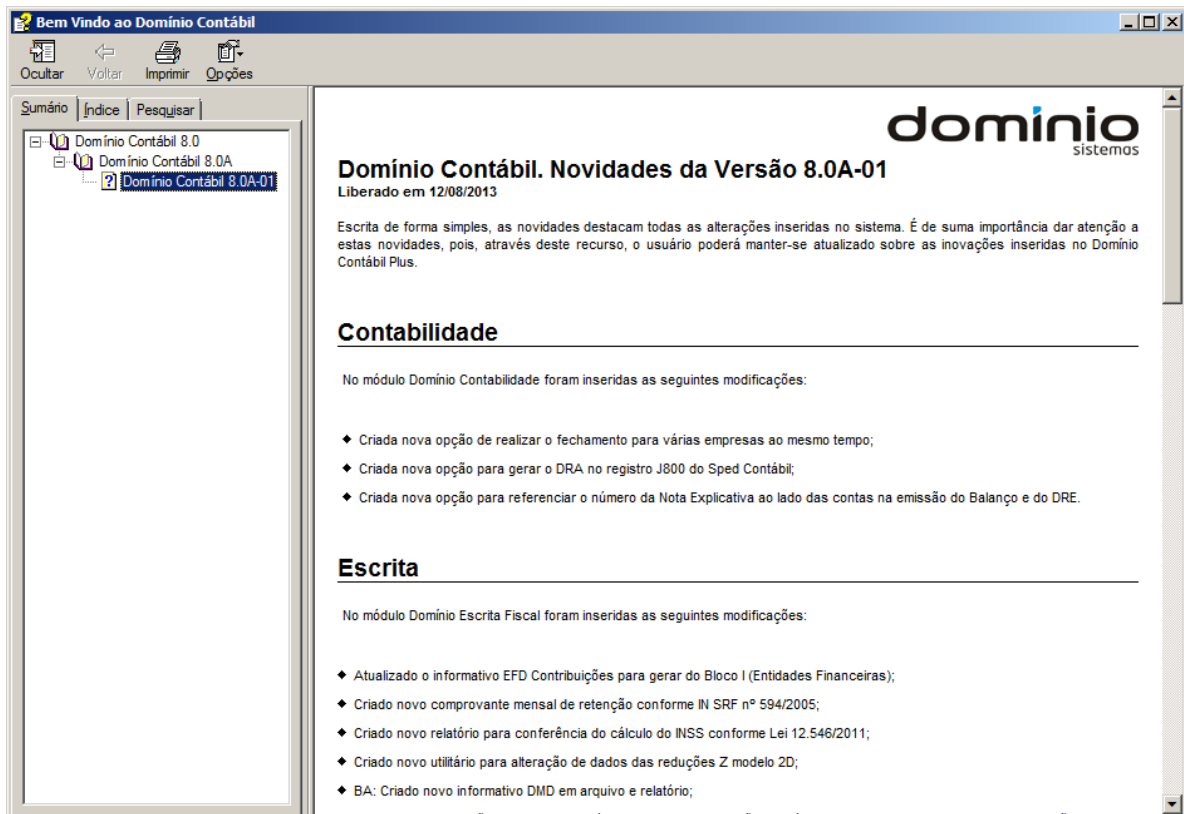 Bem Vindo ao Domínio Contábil
Ocultar Voltar Imprimir Opções
Sumário Índice Pesquisar
Domínio Contábil 8.0
Domínio Contábil 8.0A
Domínio Contábil 8.0A-01
domínio
sistemas
Domínio Contábil. Novidades da Versão 8.0A-01
Liberado em 12/08/2013
Escrita de forma simples, as novidades destacam todas as alterações inseridas no sistema. É de suma importância dar atenção a
estas novidades, pois, através deste recurso, o usuário poderá manter-se atualizado sobre as inovações inseridas no Domínio
Contábil Plus.
Contabilidade
No módulo Domínio Contabilidade foram inseridas as seguintes modificações:
Criada nova opção de realizar o fechamento para várias empresas ao mesmo tempo;
Criada nova opção para gerar o DRA no registro J800 do Sped Contábil;
Criada nova opção para referenciar o número da Nota Explicativa ao lado das contas na emissão do Balanço e do DRE.
Escrita
No módulo Domínio Escrita Fiscal foram inseridas as seguintes modificações:
Atualizado o informativo EFD Contribuições para gerar do Bloco I (Entidades Financeiras);
Criado novo comprovante mensal de retenção conforme IN SRF nº 594/2005;
Criado novo relatório para conferência do cálculo do INSS conforme Lei 12.546/2011;
Criado novo utilitário para alteração de dados das reduções Z modelo 2D;
BA: Criado novo informativo DMD em arquivo e relatório;